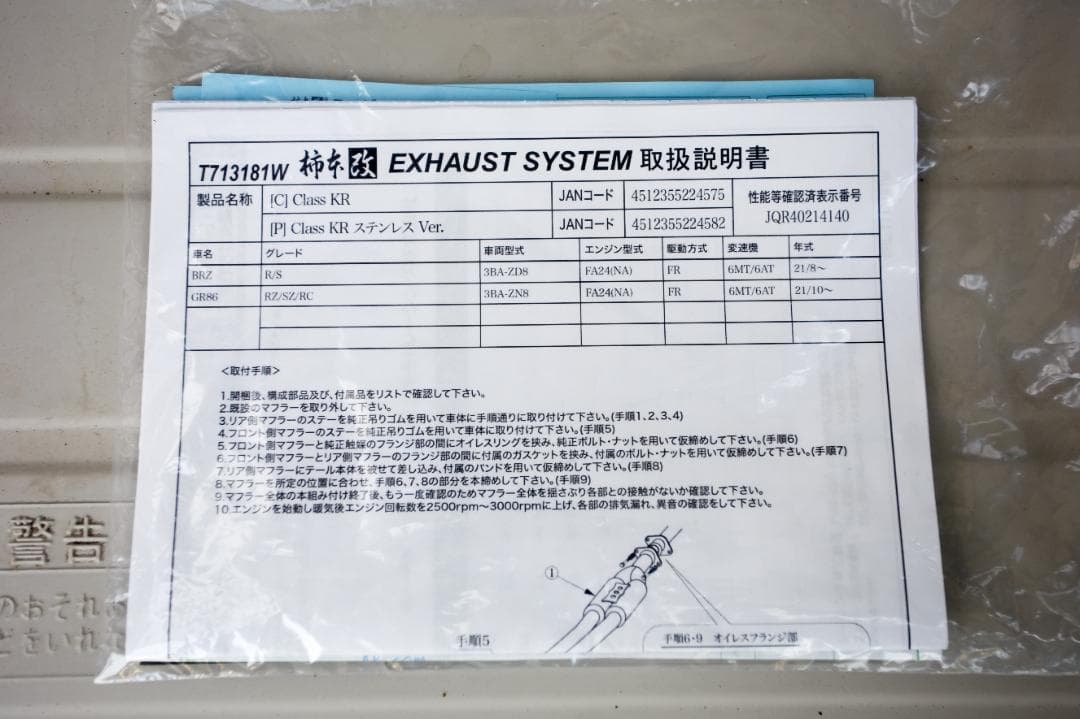 T713181W 柿本改 EXHAUST SYSTEM 取扱説明書
製品名称 [C] Class KR JANコード 4512355224575 性能等確認済表示番号
[P] Class KR ステンレス Ver. JANコード 4512355224582 JQR40214140
車名 グレード 車両型式 エンジン型式 駆動方式 変速機 年式
BRZ R/S 3BA-ZD8 FA24(NA) FR 6MT/6AT 21/8～
GR86 RZ/SZ/RC 3BA-ZN8 FA24(NA) FR 6MT/6AT 21/10～
＜取付手順＞
1.開梱後、構成部品及び、付属品をリストで確認して下さい。
2.既設のマフラーを取り外して下さい。
3.リア側マフラーのステーを純正吊りゴムを用いて車体に手順通りに取り付けて下さい。(手順1、2、3、4)
4.フロント側マフラーのステーを純正吊りゴムを用いて車体に取り付けて下さい。(手順5)
5.フロント側マフラーと純正触媒のフランジ部の間にオイレスリングを挟み、純正ボルト・ナットを用いて仮締めして下さい。(手順6)
6.フロント側マフラーとリア側マフラーのフランジ部の間に付属のガスケットを挟み、付属のボルト・ナットを用いて仮締めして下さい。(手順7)
7.リア側マフラーにテール本体を被せて差し込み、付属のバンドを用いて仮締めして下さい。(手順8)
8.マフラーを所定の位置に合わせ、手順6、7、8の部分を本締めして下さい。(手順9)
9.マフラー全体の本組み付け終了後、もう一度確認のためマフラー全体を揺さぶり各部との接触がないか確認して下さい。
10.エンジンを始動し暖気後エンジン回転数を2500rpm～3000rpmに上げ、各部の排気漏れ、異音の確認をして下さい。
①
手順5
手順6・9 オイレスフランジ部
警告
のおそれ
どをいれ